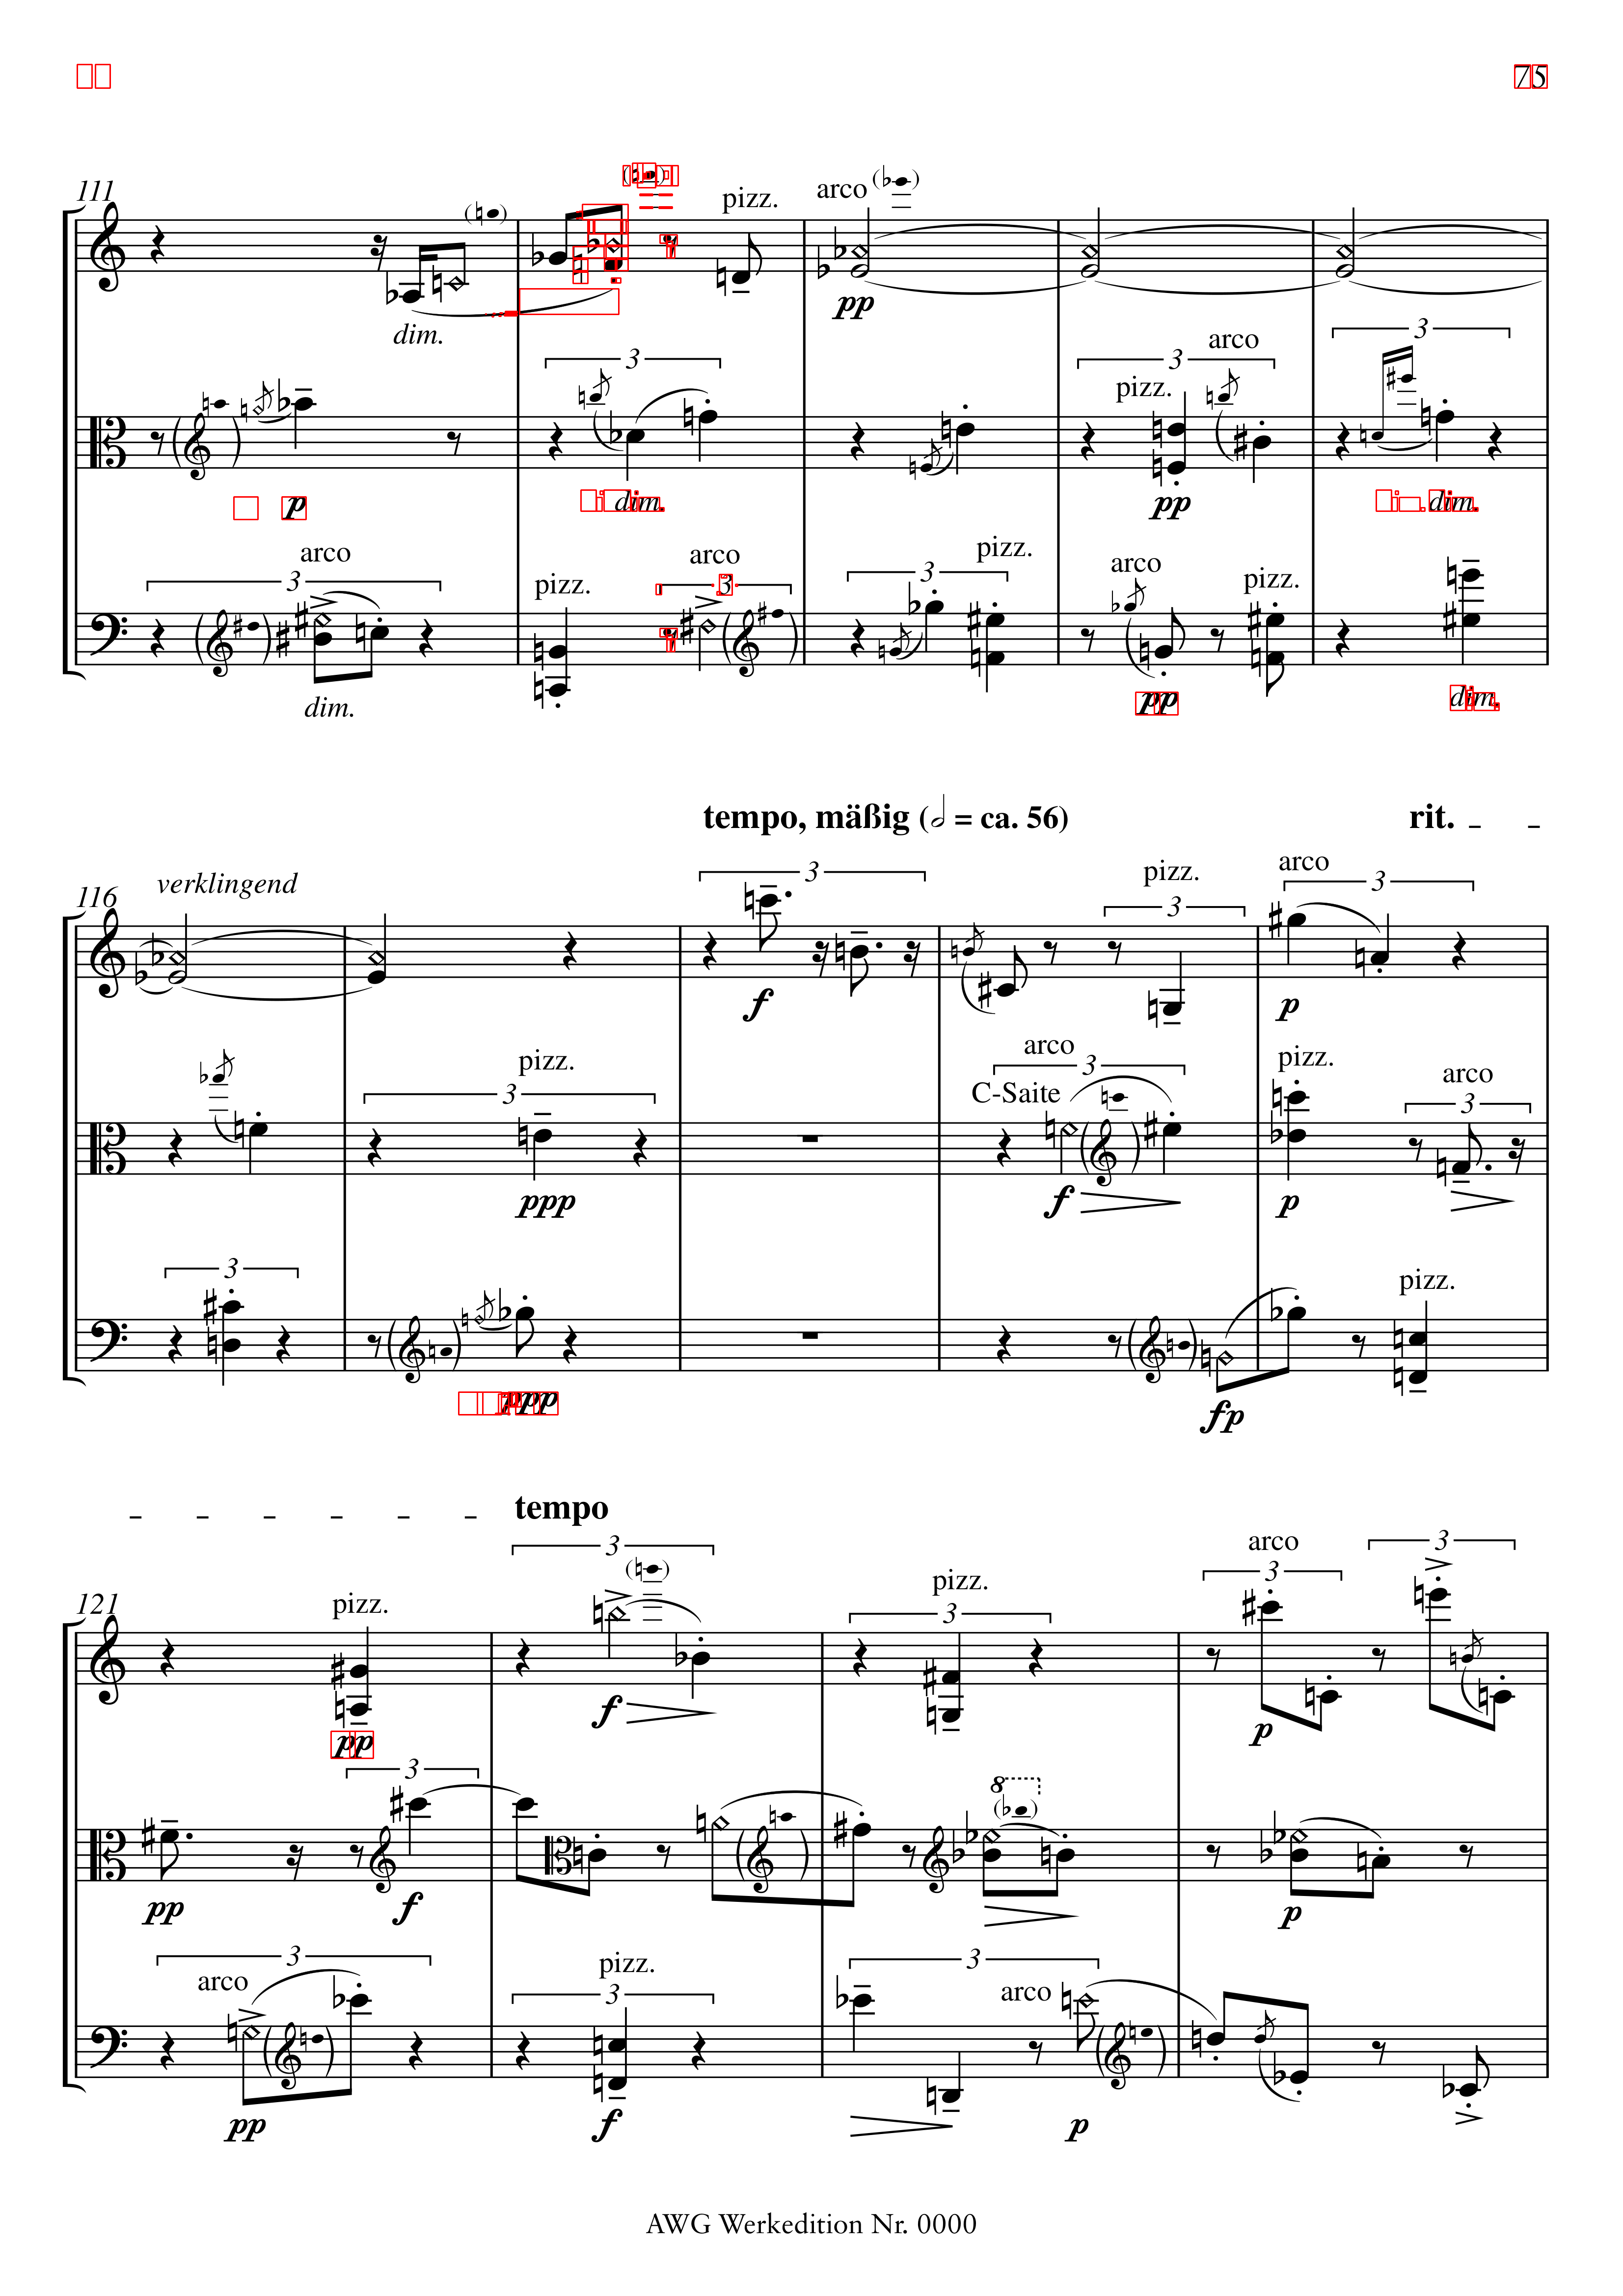 75
111
pizz.
arco
pp
dim.
3
arco
3
3
pizz.
p
dim.
pp
dim.
3
arco
pizz.
arco
3
3
pizz.
arco
pizz.
dim.
pp
dim.
tempo, mäßig (𝅗𝅥 = ca. 56)
rit.
116
verklingend
3
pizz.
3
arco
3
f
p
3
pizz.
C-Saite
arco
3
pizz.
arco
3
ppp
f
p
3
pizz.
ppp
fp
tempo
121
pizz.
3
pizz.
3
arco
3
3
pp
f
p
3
8
pp
f
p
arco
3
pizz.
3
3
arco
pp
f
p
AWG Werkedition Nr. 0000